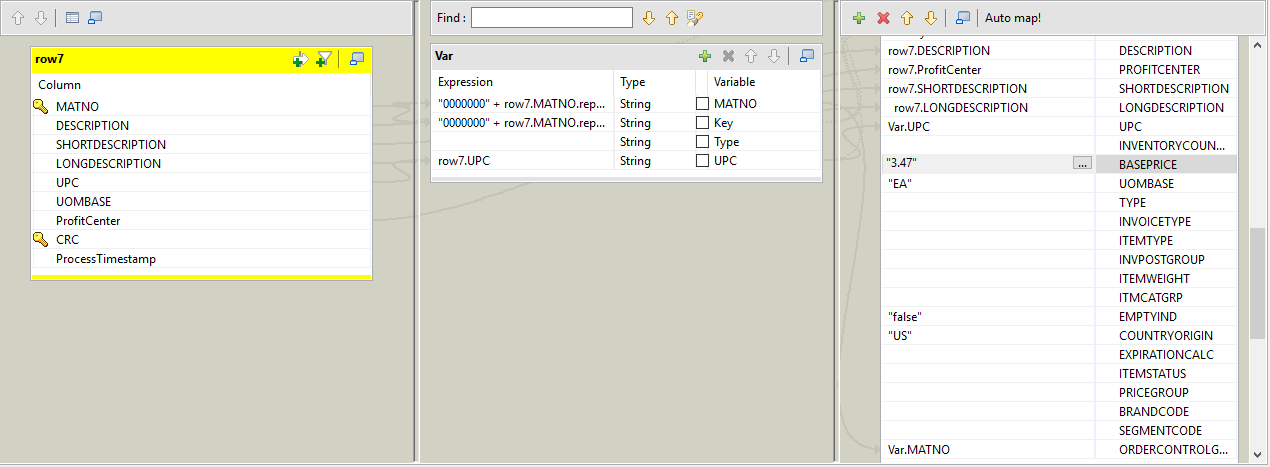 Find :
Auto map!
row7
Column
MATNO
DESCRIPTION
SHORTDESCRIPTION
LONGDESCRIPTION
UPC
UOMBASE
ProfitCenter
CRC
ProcessTimestamp
Var
Expression Type Variable
"0000000" + row7.MATNO.rep... String MATNO
"0000000" + row7.MATNO.rep... String Key
String Type
row7.UPC String UPC
row7.DESCRIPTION DESCRIPTION
row7.ProfitCenter PROFITCENTER
row7.SHORTDESCRIPTION SHORTDESCRIPTION
row7.LONGDESCRIPTION LONGDESCRIPTION
Var.UPC UPC
INVENTORYCOUN...
"3.47" ... BASEPRICE
"EA" UOMBASE
TYPE
INVOICETYPE
ITEMTYPE
INVPOSTGROUP
ITEMWEIGHT
ITMCATGRP
"false" EMPTYIND
"US" COUNTRYORIGIN
EXPIRATIONCALC
ITEMSTATUS
PRICEGROUP
BRANDCODE
SEGMENTCODE
Var.MATNO ORDERCONTROLG...